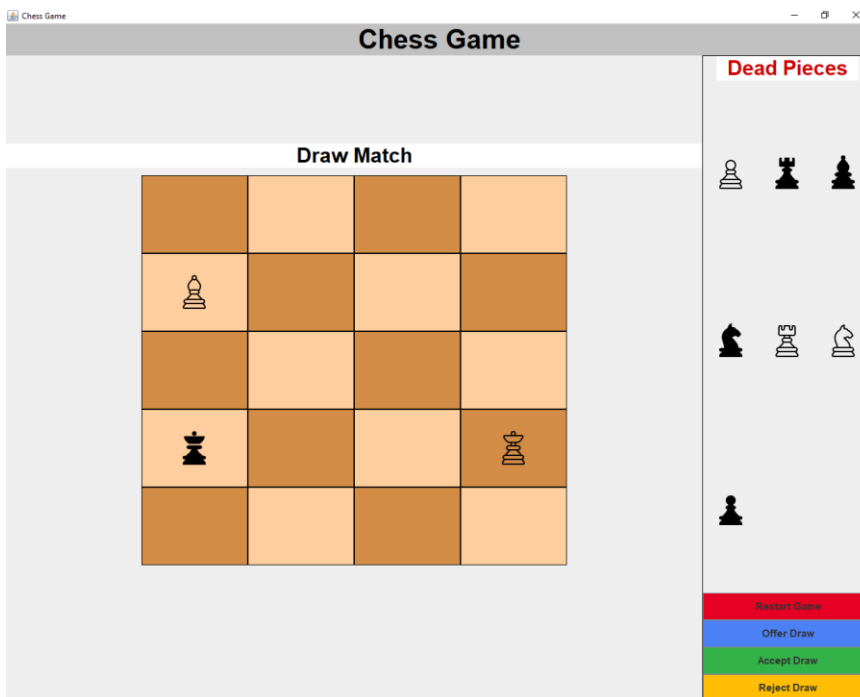 Chess Game
Chess Game
Dead Pieces
Draw Match
Restart Game
Offer Draw
Accept Draw
Reject Draw